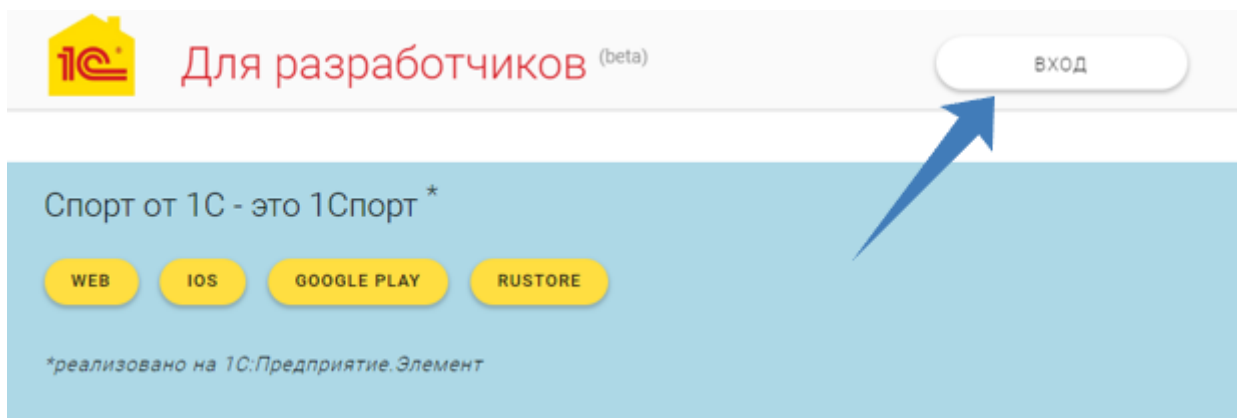 1С
Для разработчиков (beta)
ВХОД
Спорт от 1С - это 1Спорт *
WEB
IOS
GOOGLE PLAY
RUSTORE
*реализовано на 1С:Предприятие.Элемент